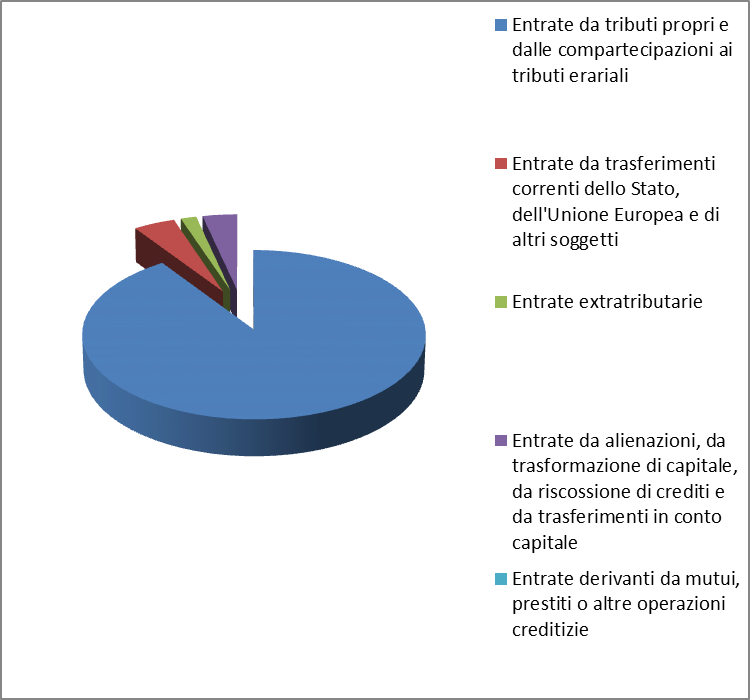 Entrate da tributi propri e
dalle compartecipazioni ai
tributi erariali
Entrate da trasferimenti
correnti dello Stato,
dell'Unione Europea e di
altri soggetti
Entrate extratributarie
Entrate da alienazioni, da
trasformazione di capitale,
da riscossione di crediti e
da trasferimenti in conto
capitale
Entrate derivanti da mutui,
prestiti o altre operazioni
creditizie